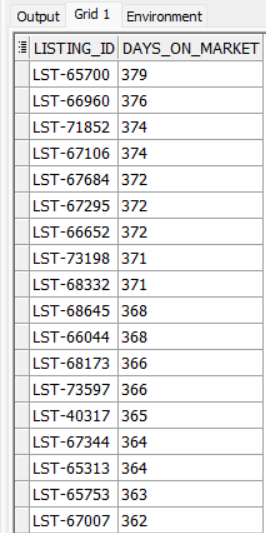 Output Grid 1 Environment
LISTING_ID DAYS_ON_MARKET
LST-65700 379
LST-66960 376
LST-71852 374
LST-67106 374
LST-67684 372
LST-67295 372
LST-66652 372
LST-73198 371
LST-68332 371
LST-68645 368
LST-66044 368
LST-68173 366
LST-73597 366
LST-40317 365
LST-67344 364
LST-65313 364
LST-65753 363
LST-67007 362